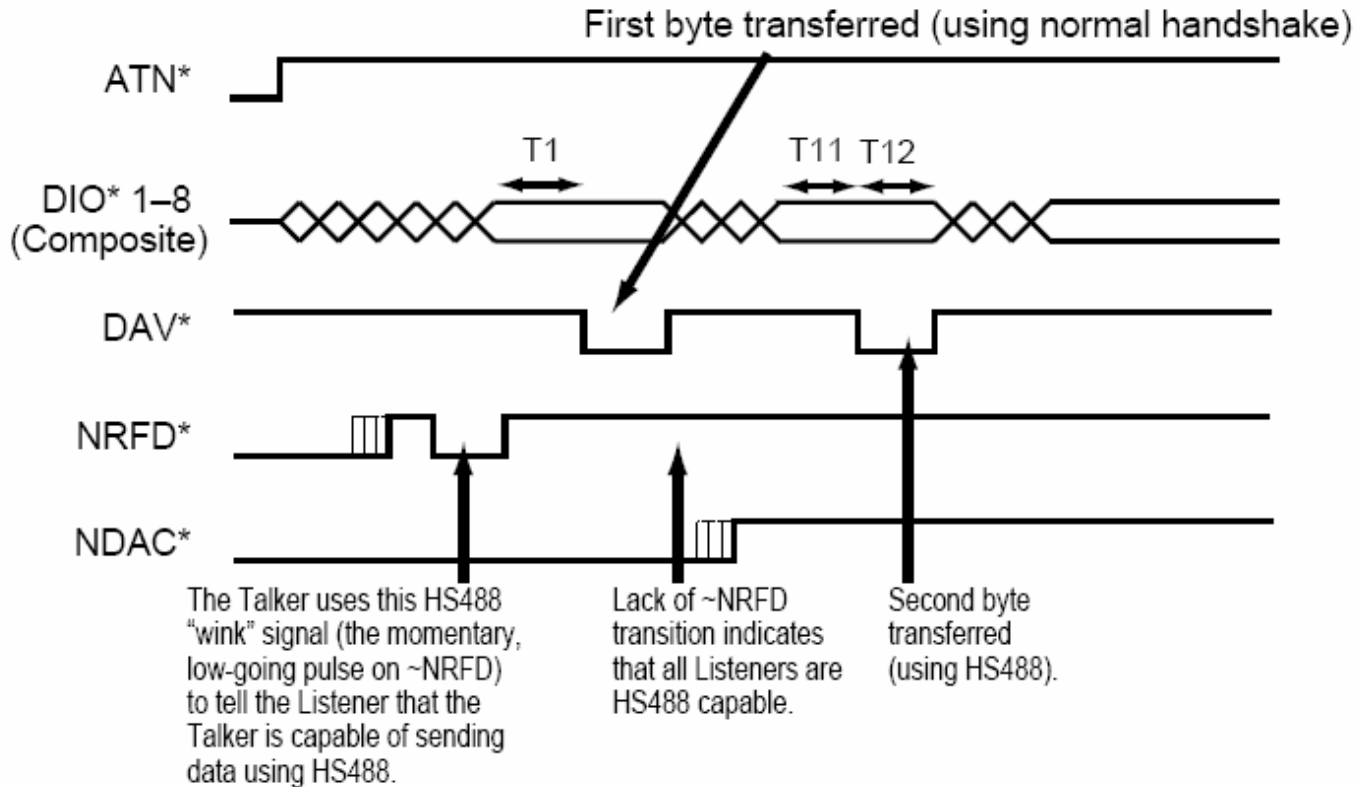 First byte transferred (using normal handshake)
ATN*
T1
T11
T12
DIO* 1–8
(Composite)
DAV*
NRFD*
NDAC*
The Talker uses this HS488
“wink” signal (the momentary,
low-going pulse on ~NRFD)
to tell the Listener that the
Talker is capable of sending
data using HS488.
Lack of ~NRFD
transition indicates
that all Listeners are
HS488 capable.
Second byte
transferred
(using HS488).